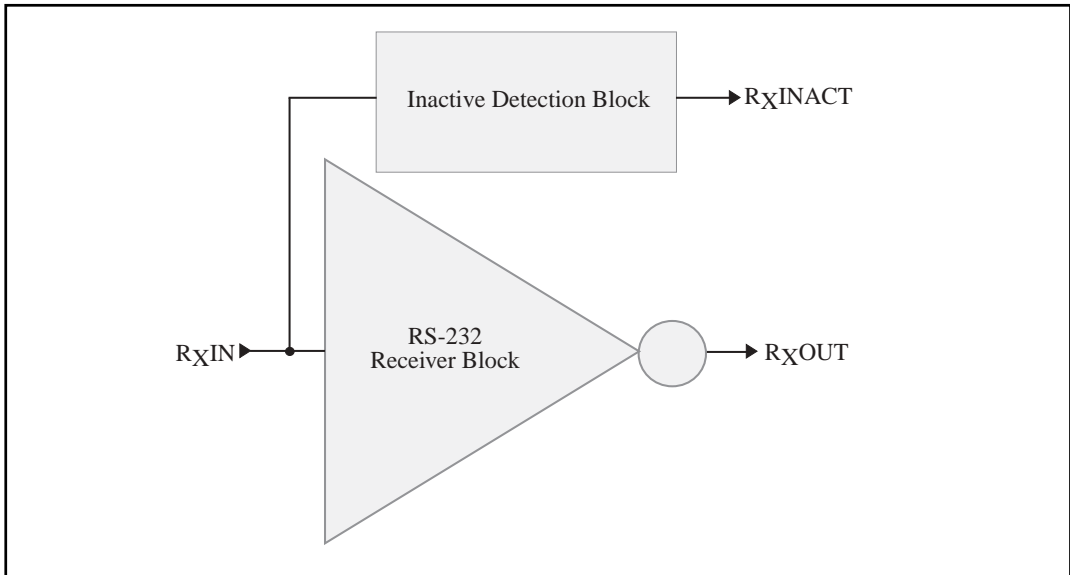 Inactive Detection Block
RXINACT
RXIN
RS-232
Receiver Block
RXOUT